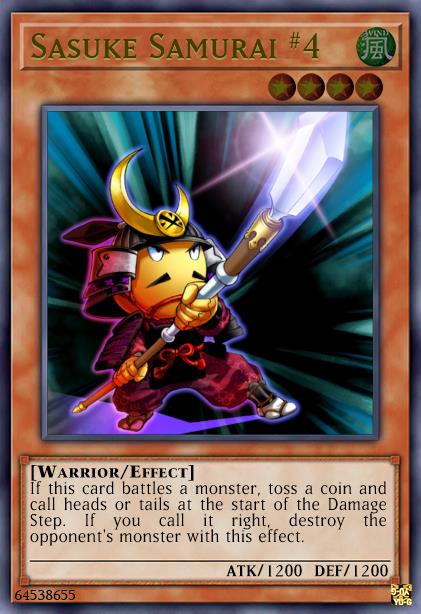 Sasuke Samurai #4
WIND
風
[Warrior/Effect]
If this card battles a monster, toss a coin and
call heads or tails at the start of the Damage
Step. If you call it right, destroy the
opponent's monster with this effect.
ATK/1200 DEF/1200
64538655